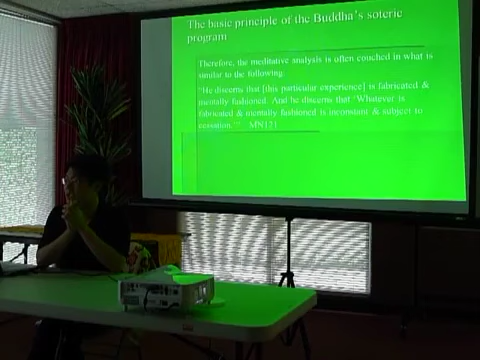 The basic principle of the Buddha's soteric
program
Therefore, the meditative analysis is often couched in what is
similar to the following
"He discerns that [this particular experience] is fabricated &
mentally fashioned. And he discerns that 'Whatever is
fabricated & mentally fashioned is inconstant & subject to
cessation.'" MN121